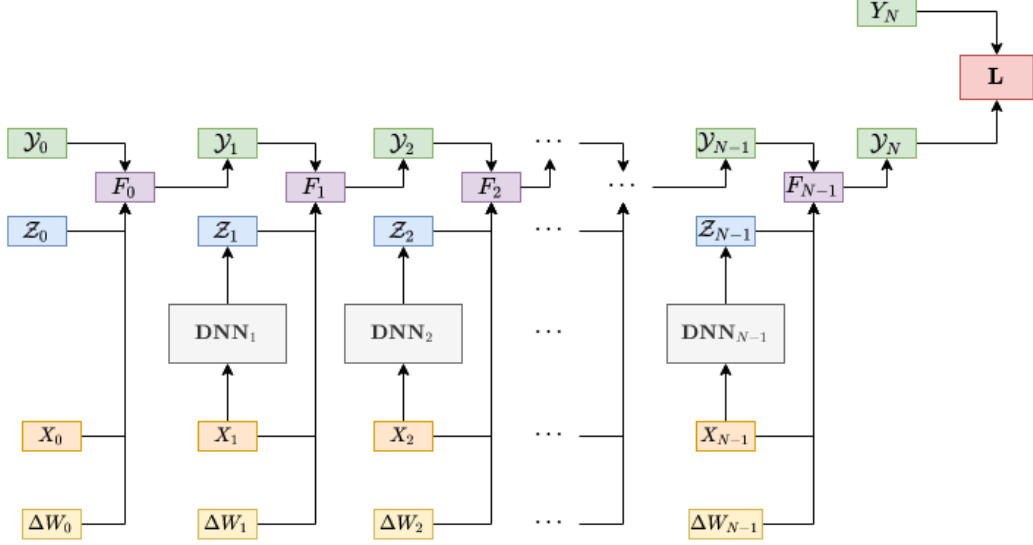 Y_N
L
𝒴_0 𝒴_1 𝒴_2 ... 𝒴_{N−1} 𝒴_N
F_0 F_1 F_2 ... F_{N−1}
𝒵_0 𝒵_1 𝒵_2 ... 𝒵_{N−1}
DNN_1 DNN_2 ... DNN_{N−1}
X_0 X_1 X_2 ... X_{N−1}
ΔW_0 ΔW_1 ΔW_2 ... ΔW_{N−1}